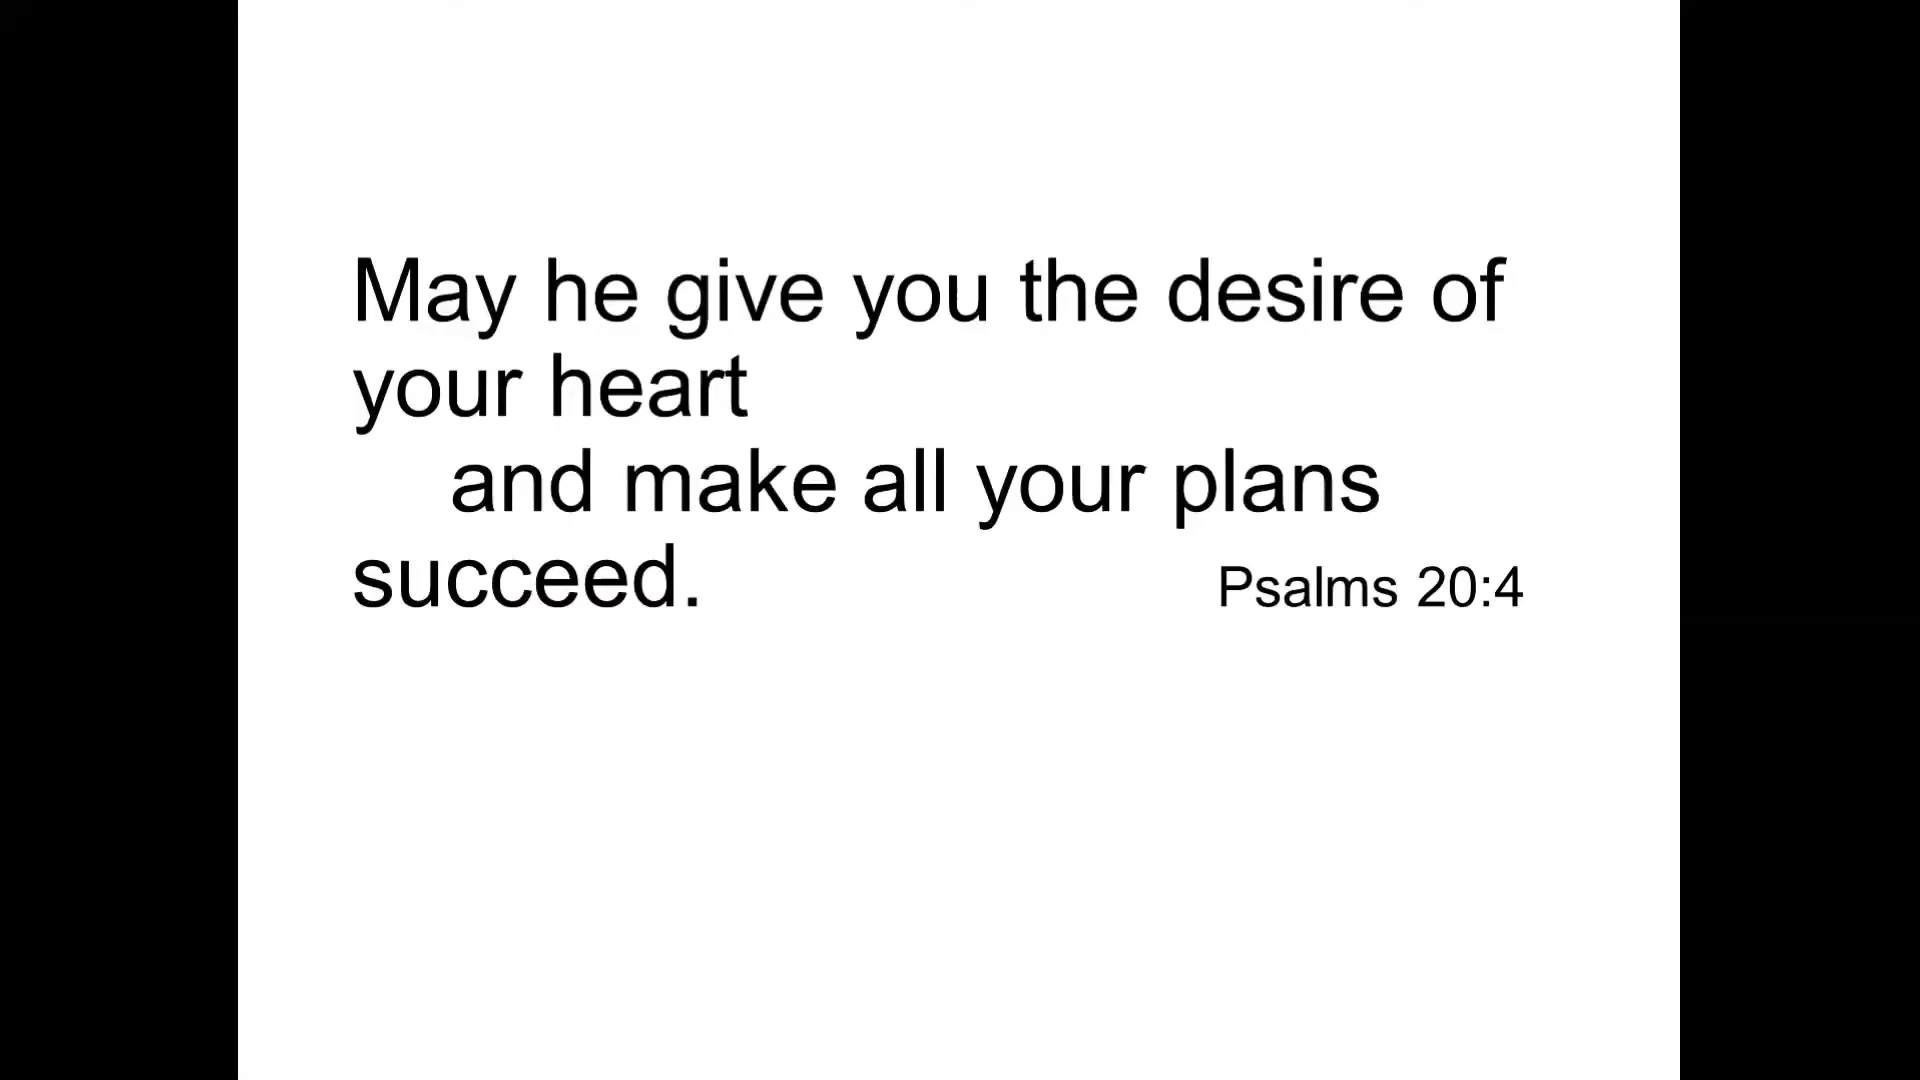 May he give you the desire of
your heart
and make all your plans
succeed. Psalms 20:4